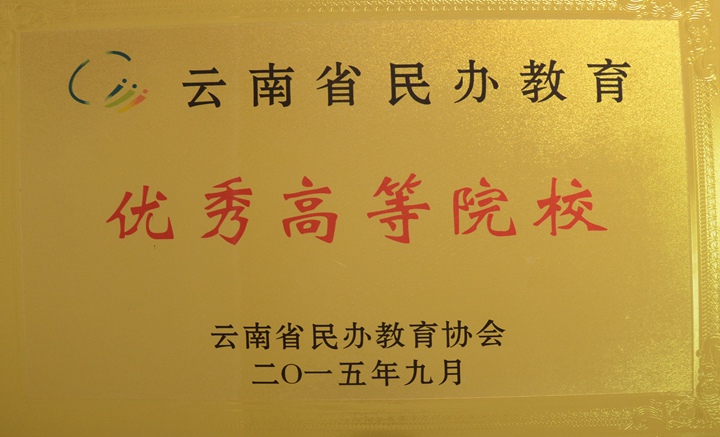 云南省民办教育
优秀高等院校
云南省民办教育协会
二〇一五年九月